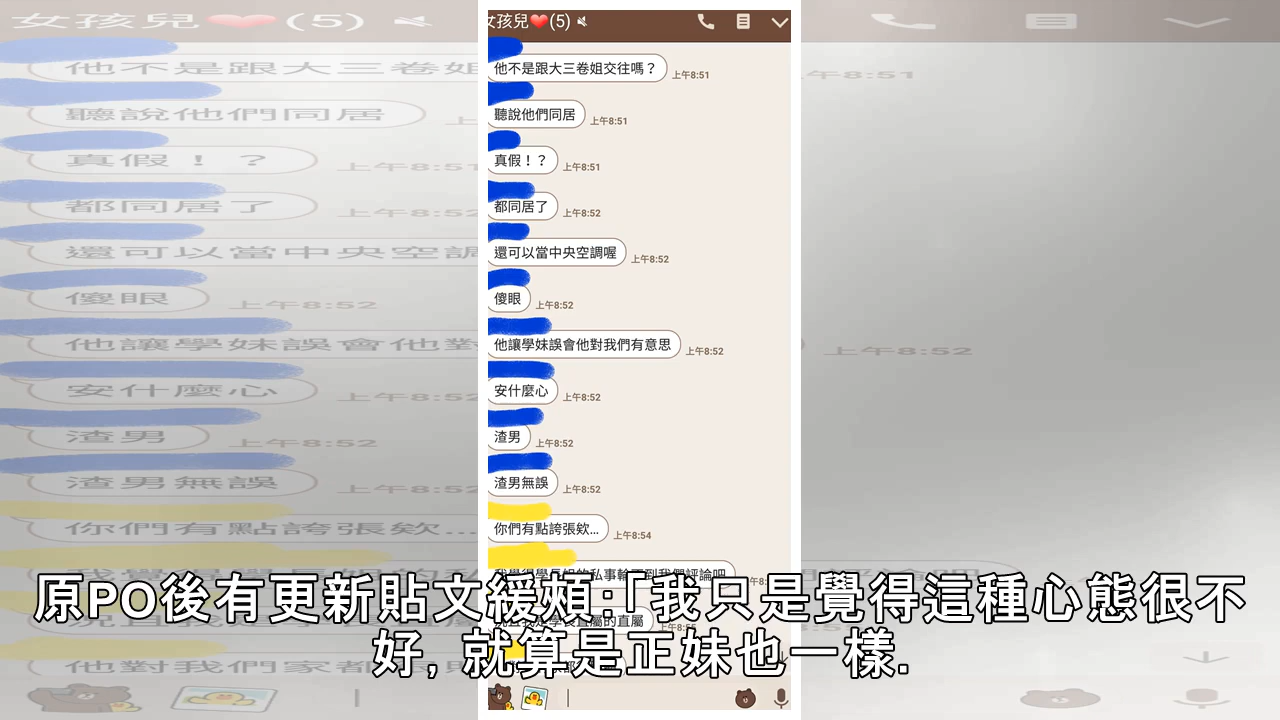 女孩兒❤(5)
他不是跟大三卷姐交往嗎？ 上午8:51
聽說他們同居 上午8:51
真假！？ 上午8:51
都同居了 上午8:52
還可以當中央空調喔 上午8:52
傻眼 上午8:52
他讓學妹誤會他對我們有意思 上午8:52
安什麼心 上午8:52
渣男 上午8:52
渣男無誤 上午8:52
你們有點誇張欸... 上午8:54
原PO後有更新貼文緩頰:「我只是覺得這種心態很不
好, 就算是正妹也一樣.